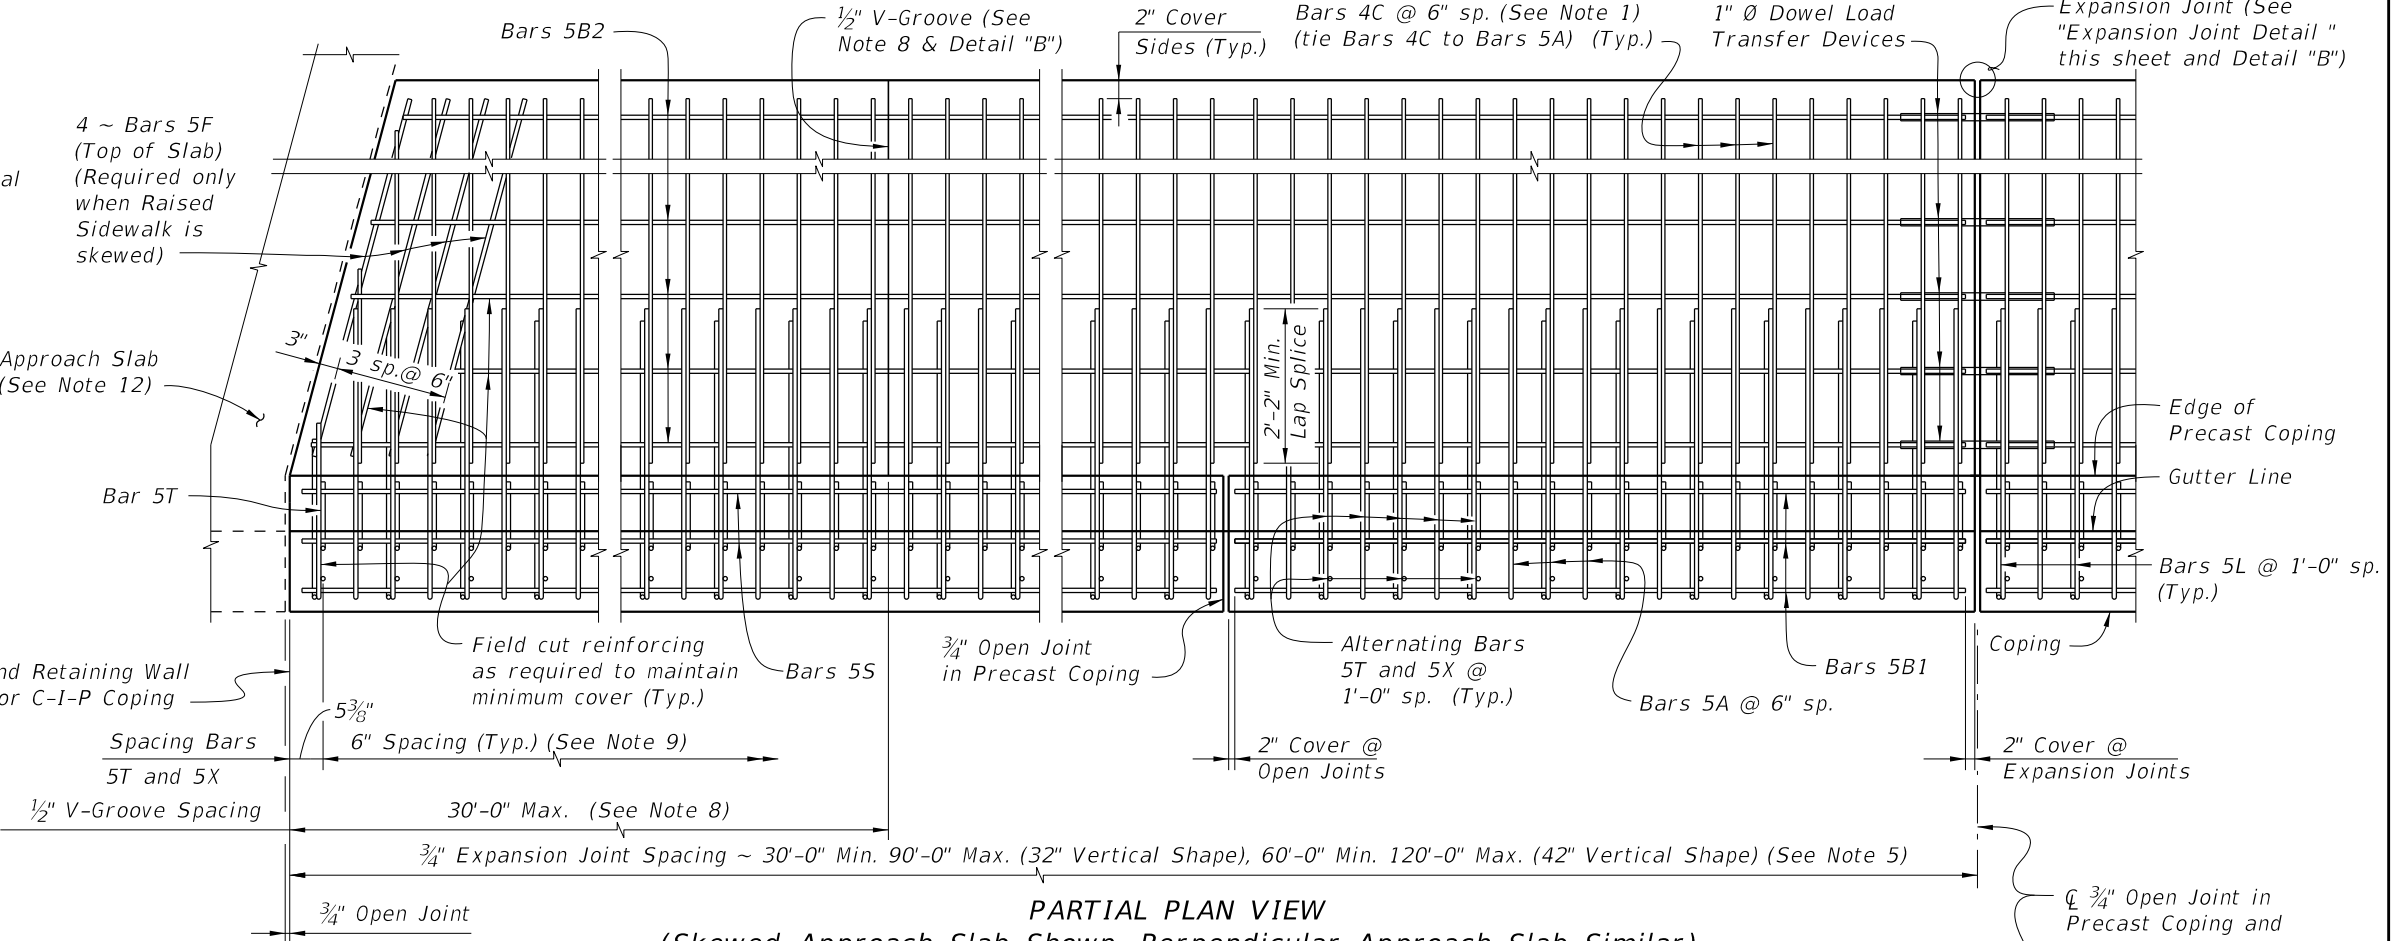 Bars 5B2
½" V-Groove (See
Note 8 & Detail "B")
2" Cover
Sides (Typ.)
Bars 4C @ 6" sp. (See Note 1)
(tie Bars 4C to Bars 5A) (Typ.)
1" Ø Dowel Load
Transfer Devices
Expansion Joint (See
"Expansion Joint Detail "
this sheet and Detail "B")
4 ~ Bars 5F
(Top of Slab)
(Required only
when Raised
Sidewalk is
skewed)
al
3"
3 sp.@ 6"
Approach Slab
(See Note 12)
2'-2" Min.
Lap Splice
Edge of
Precast Coping
Gutter Line
Bar 5T
Bars 5L @ 1'-0" sp.
(Typ.)
Field cut reinforcing
as required to maintain
minimum cover (Typ.)
Bars 5S
¾" Open Joint
in Precast Coping
Alternating Bars
5T and 5X @
1'-0" sp. (Typ.)
Bars 5A @ 6" sp.
Bars 5B1
Coping
nd Retaining Wall
or C-I-P Coping
5⅜"
Spacing Bars
5T and 5X
6" Spacing (Typ.) (See Note 9)
2" Cover @
Open Joints
2" Cover @
Expansion Joints
½" V-Groove Spacing
30'-0" Max. (See Note 8)
¾" Expansion Joint Spacing ~ 30'-0" Min. 90'-0" Max. (32" Vertical Shape), 60'-0" Min. 120'-0" Max. (42" Vertical Shape) (See Note 5)
¾" Open Joint
PARTIAL PLAN VIEW
(Skewed Approach Slab Shown, Perpendicular Approach Slab Similar)
℄ ¾" Open Joint in
Precast Coping and